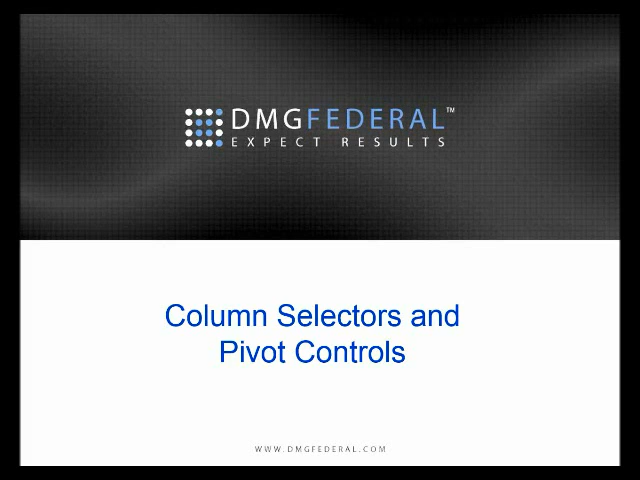 DMGFEDERAL™
EXPECT RESULTS
Column Selectors and
Pivot Controls
WWW.DMGFEDERAL.COM